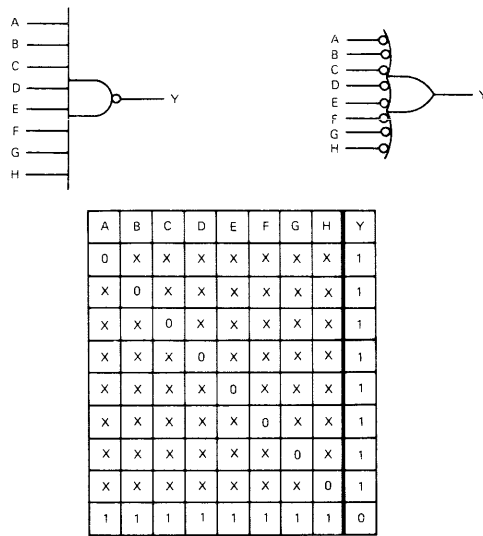 A
B
C
D
E
F
G
H
Y
A
B
C
D
E
F
G
H
Y
A B C D E F G H Y
0 X X X X X X X 1
X 0 X X X X X X 1
X X 0 X X X X X 1
X X X 0 X X X X 1
X X X X 0 X X X 1
X X X X X 0 X X 1
X X X X X X 0 X 1
X X X X X X X 0 1
1 1 1 1 1 1 1 1 0